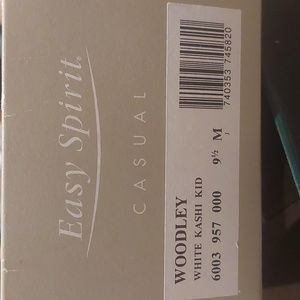 Easy Spirit®
CASUAL
WOODLEY
WHITE KASHI KID
6003 957 000 9½ M
740353 745820